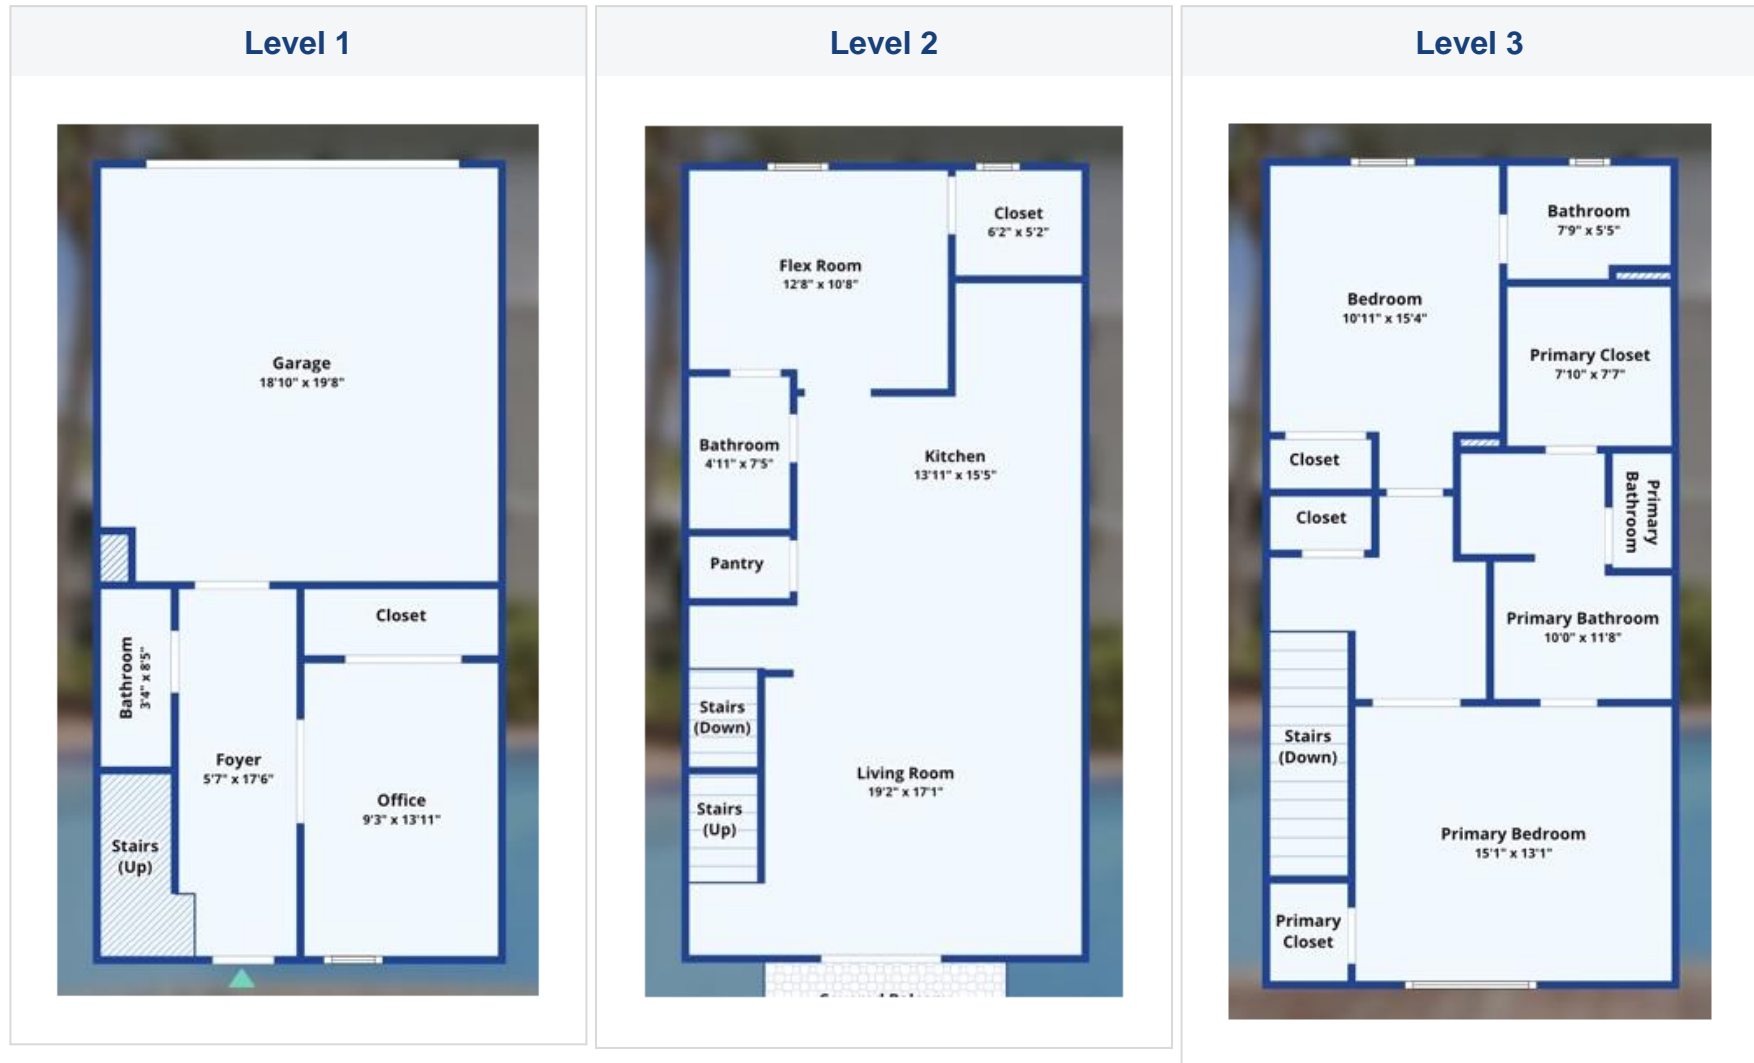 Level 1
Garage
18'10" x 19'8"
Closet
Bathroom
3'4" x 8'5"
Foyer
5'7" x 17'6"
Office
9'3" x 13'11"
Stairs
(Up)
Level 2
Closet
6'2" x 5'2"
Flex Room
12'8" x 10'8"
Bathroom
4'11" x 7'5"
Kitchen
13'11" x 15'5"
Pantry
Stairs
(Down)
Living Room
19'2" x 17'1"
Stairs
(Up)
Level 3
Bathroom
7'9" x 5'5"
Bedroom
10'11" x 15'4"
Primary Closet
7'10" x 7'7"
Closet
Closet
Primary
Bathroom
Primary Bathroom
10'0" x 11'8"
Stairs
(Down)
Primary Bedroom
15'1" x 13'1"
Primary
Closet